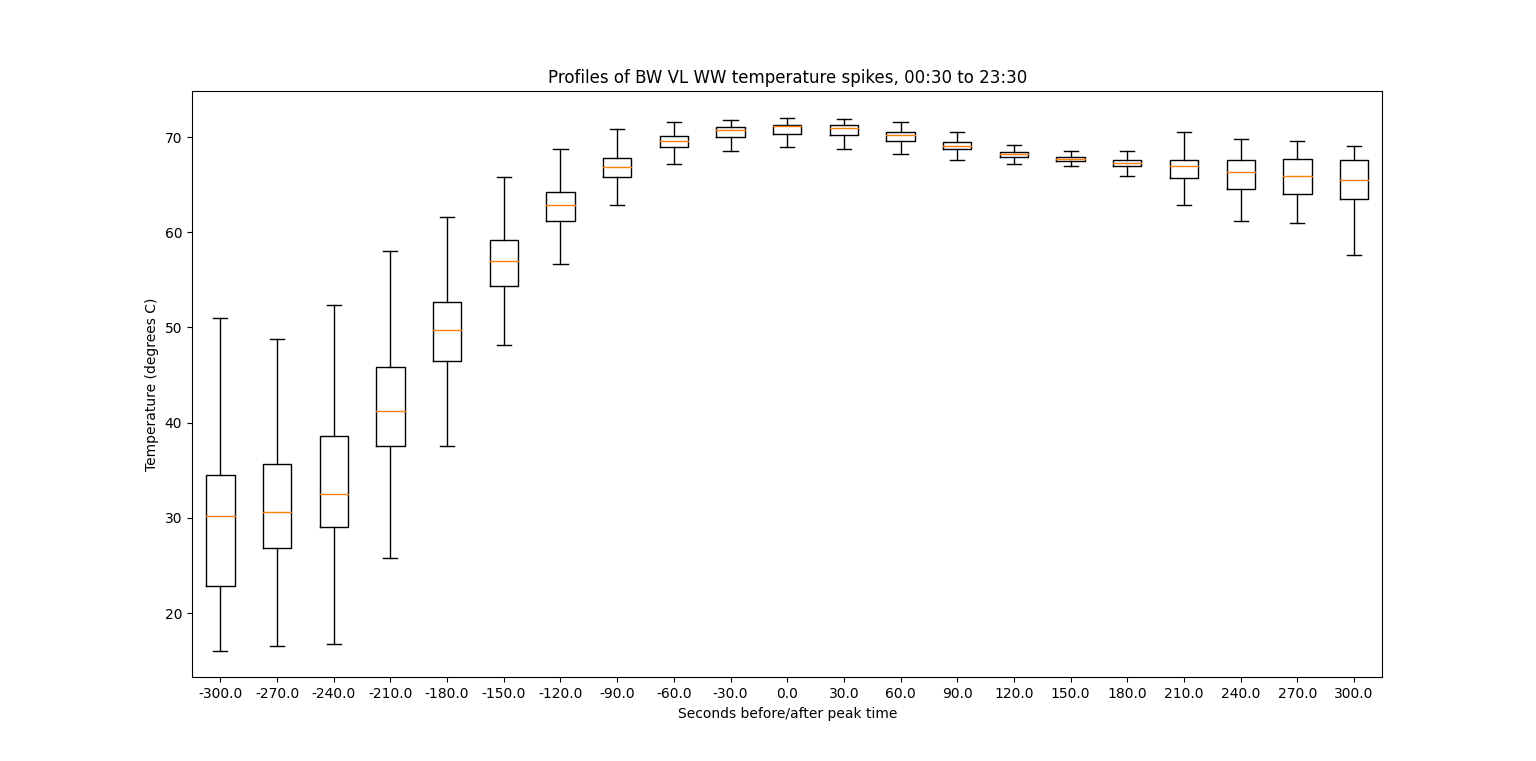 Profiles of BW VL WW temperature spikes, 00:30 to 23:30
Temperature (degrees C)
70
60
50
40
30
20
-300.0 -270.0 -240.0 -210.0 -180.0 -150.0 -120.0 -90.0 -60.0 -30.0 0.0 30.0 60.0 90.0 120.0 150.0 180.0 210.0 240.0 270.0 300.0
Seconds before/after peak time